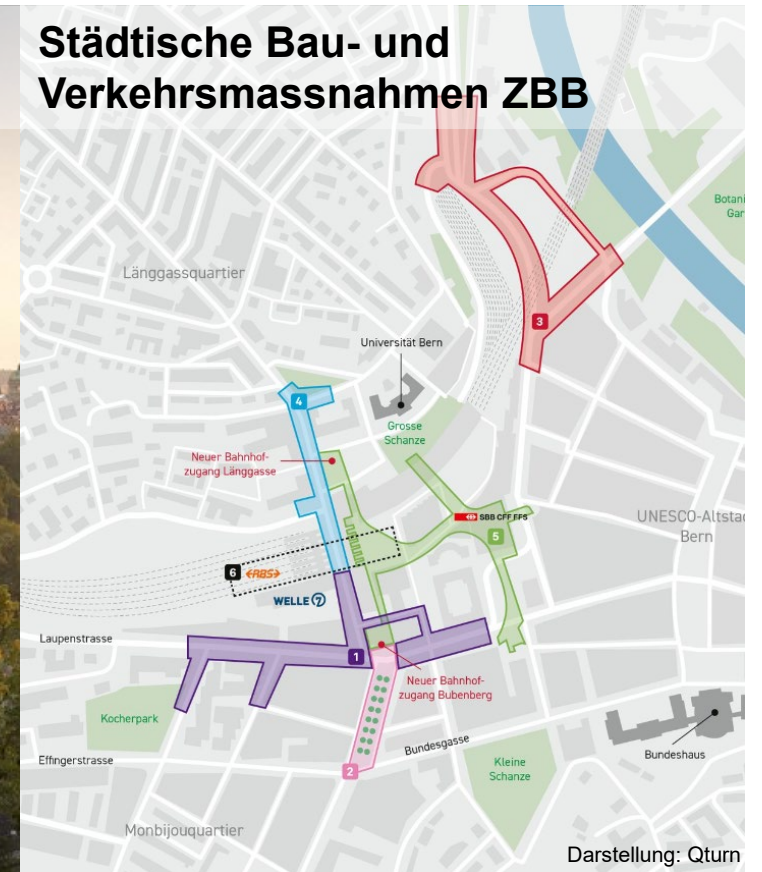 Städtische Bau- und
Verkehrsmassnahmen ZBB
Botani
Gar
Länggassquartier
3
Universität Bern
4
Grosse
Schanze
Neuer Bahnhof-
zugang Länggasse
SBB CFF FFS
UNESCO-Altstad
Bern
5
6
RBS
WELLE 7
Laupenstrasse
1
Neuer Bahnhof-
zugang Bubenberg
Kocherpark
Bundesgasse
Bundeshaus
Effingerstrasse
Kleine
Schanze
2
Monbijouquartier
Darstellung: Qturn